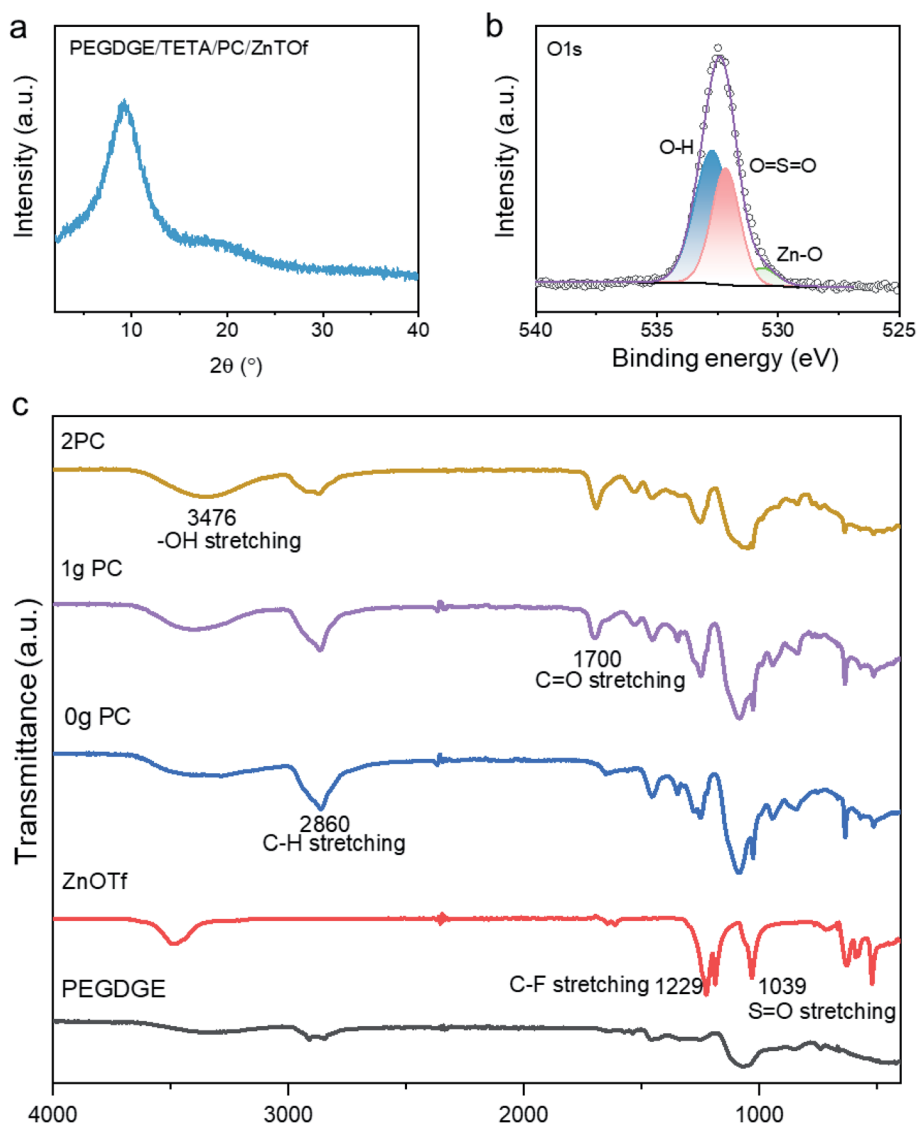 a
PEGDGE/TETA/PC/ZnTOf
Intensity (a.u.)
10
20
30
40
2θ (°)
b
O1s
Intensity (a.u.)
O-H
O=S=O
Zn-O
540
535
530
525
Binding energy (eV)
c
2PC
3476
-OH stretching
1g PC
1700
C=O stretching
0g PC
2860
C-H stretching
ZnOTf
C-F stretching 1229
1039
S=O stretching
PEGDGE
Transmittance (a.u.)
4000
3000
2000
1000